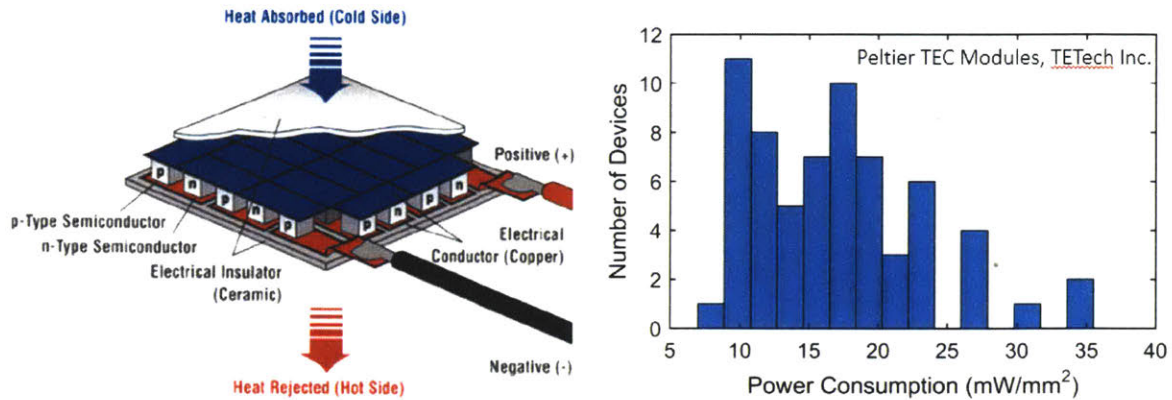 Heat Absorbed (Cold Side)
Positive (+)
p
n
p
n
p
p
n
p
n
p-Type Semiconductor
n-Type Semiconductor
Electrical Insulator
(Ceramic)
Electrical
Conductor (Copper)
Negative (-)
Heat Rejected (Hot Side)
Peltier TEC Modules, TETech Inc.
Number of Devices
12
10
8
6
4
2
0
5
10
15
20
25
30
35
40
Power Consumption (mW/mm²)